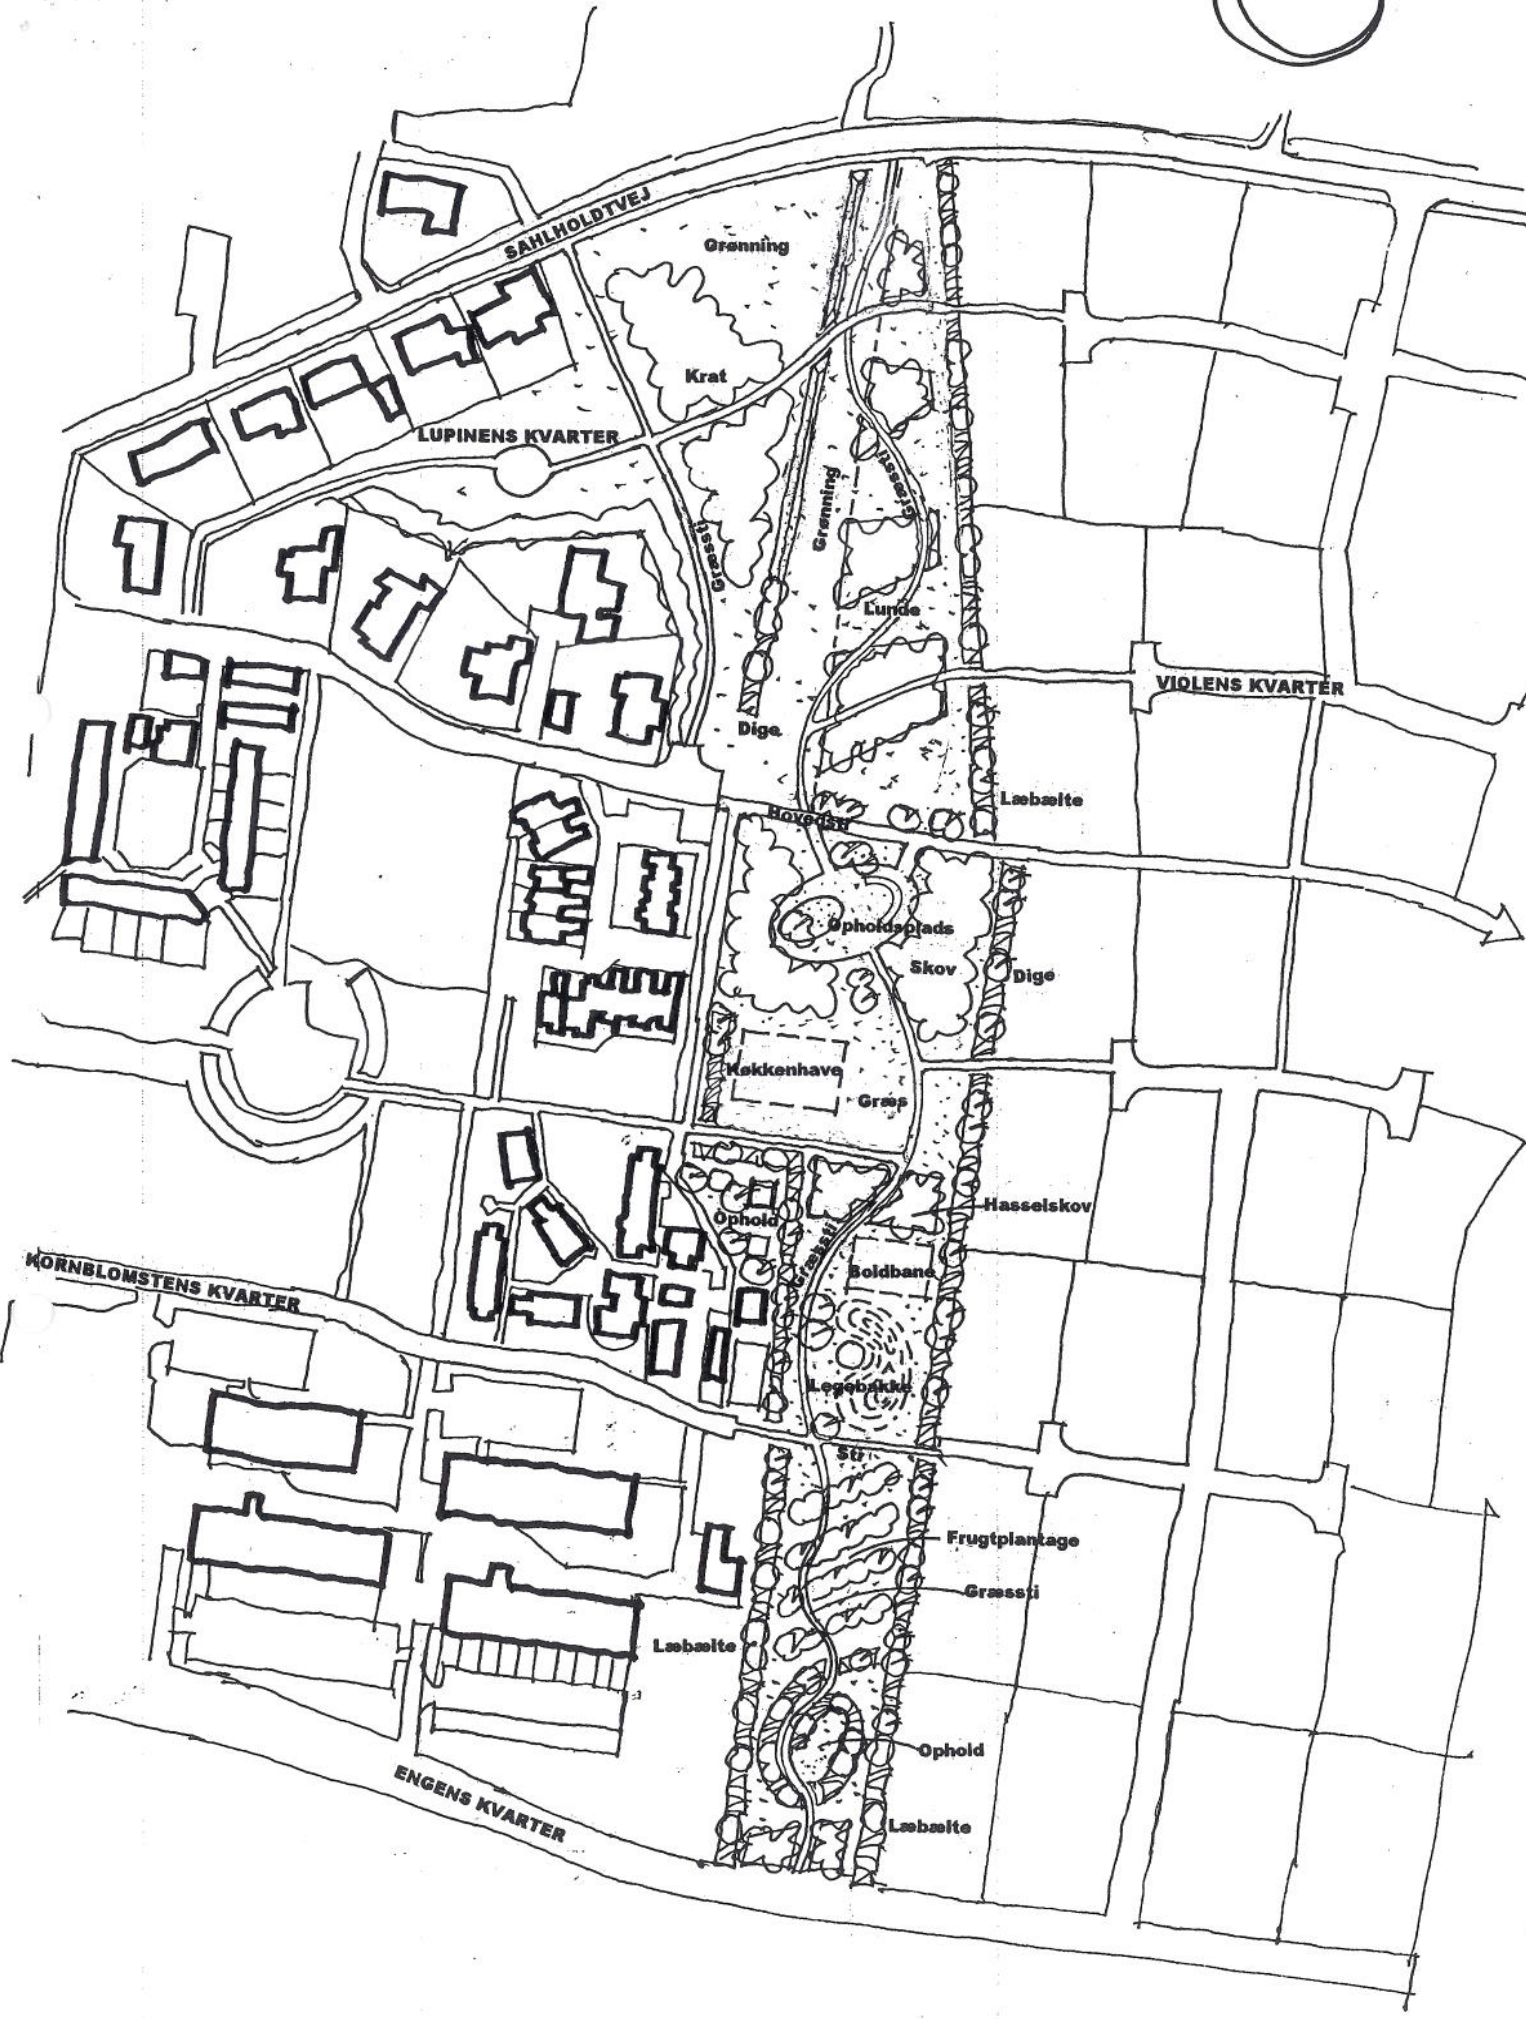 SAHLHOLDTVEJ
Grønning
Krat
LUPINENS KVARTER
Græssti
Grønning
Græssti
Lunde
VIOLENS KVARTER
Dige
Læbælte
Hovedsti
Opholdsplads
Skov
Dige
Køkkenhave
Græs
Hasselskov
Ophold
Græssti
Boldbane
KORNBLOMSTENS KVARTER
Legebakke
Sti
Frugtplantage
Græssti
Læbælte
Ophold
ENGENS KVARTER
Læbælte